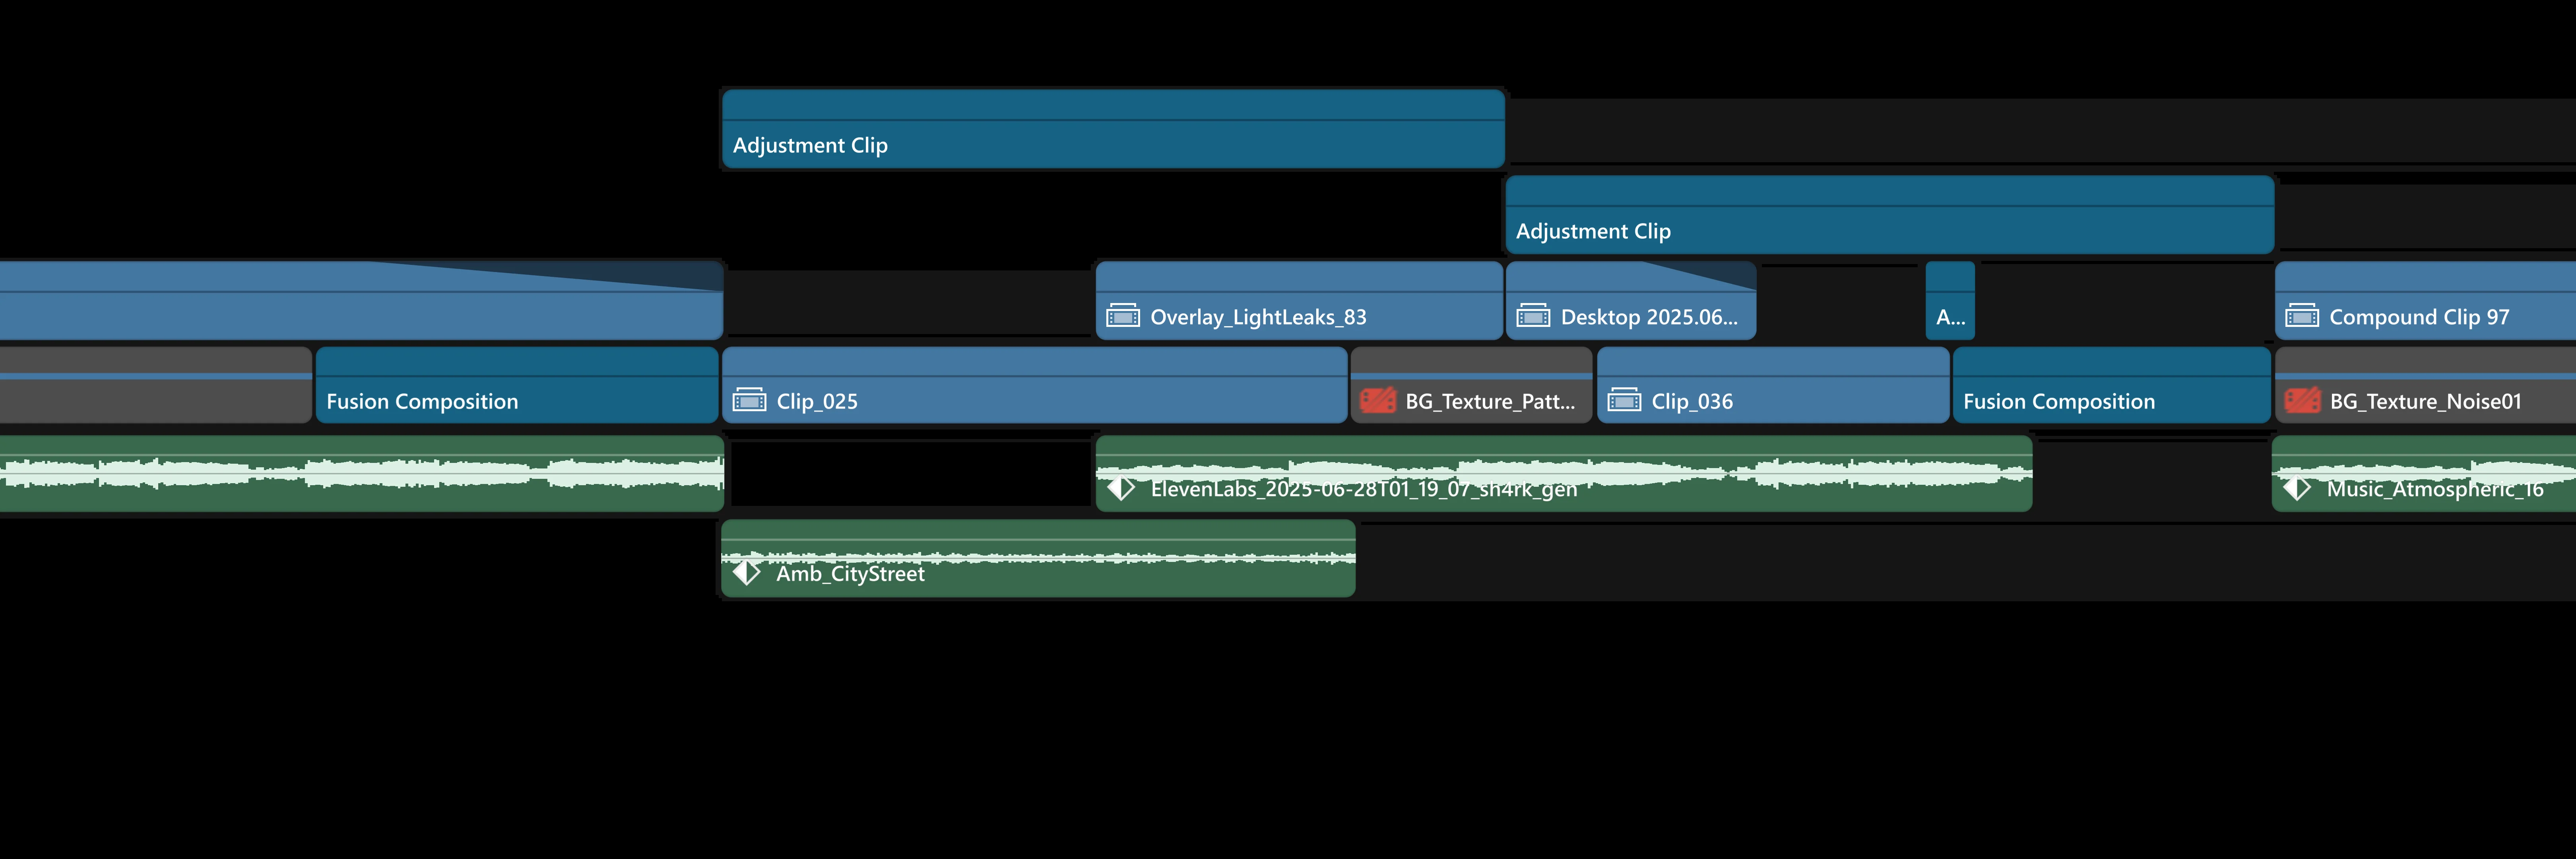 Adjustment Clip
Adjustment Clip
Overlay_LightLeaks_83
Desktop 2025.06...
A...
Compound Clip 97
Fusion Composition
Clip_025
BG_Texture_Patt...
Clip_036
Fusion Composition
BG_Texture_Noise01
ElevenLabs_2025-06-28T01_19_07_sh4rk_gen
Music_Atmospheric_16
Amb_CityStreet